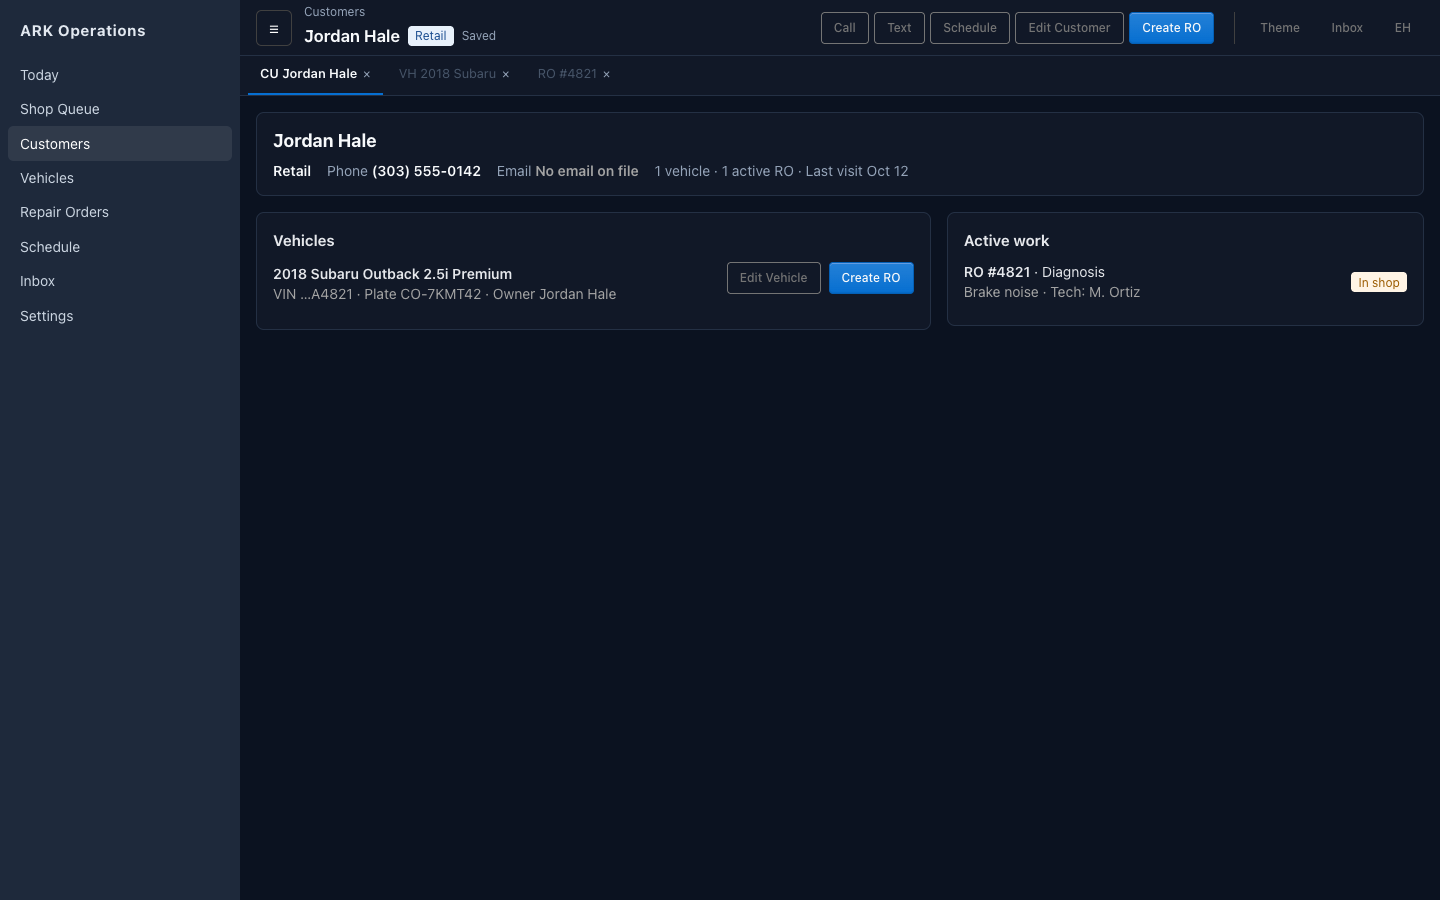 ARK Operations
Today
Shop Queue
Customers
Vehicles
Repair Orders
Schedule
Inbox
Settings
☰
Customers
Jordan Hale Retail Saved
Call Text Schedule Edit Customer Create RO Theme Inbox EH
CU Jordan Hale × VH 2018 Subaru × RO #4821 ×
Jordan Hale
Retail Phone (303) 555-0142 Email No email on file 1 vehicle · 1 active RO · Last visit Oct 12
Vehicles
2018 Subaru Outback 2.5i Premium
VIN …A4821 · Plate CO-7KMT42 · Owner Jordan Hale
Edit Vehicle Create RO
Active work
RO #4821 · Diagnosis
Brake noise · Tech: M. Ortiz
In shop